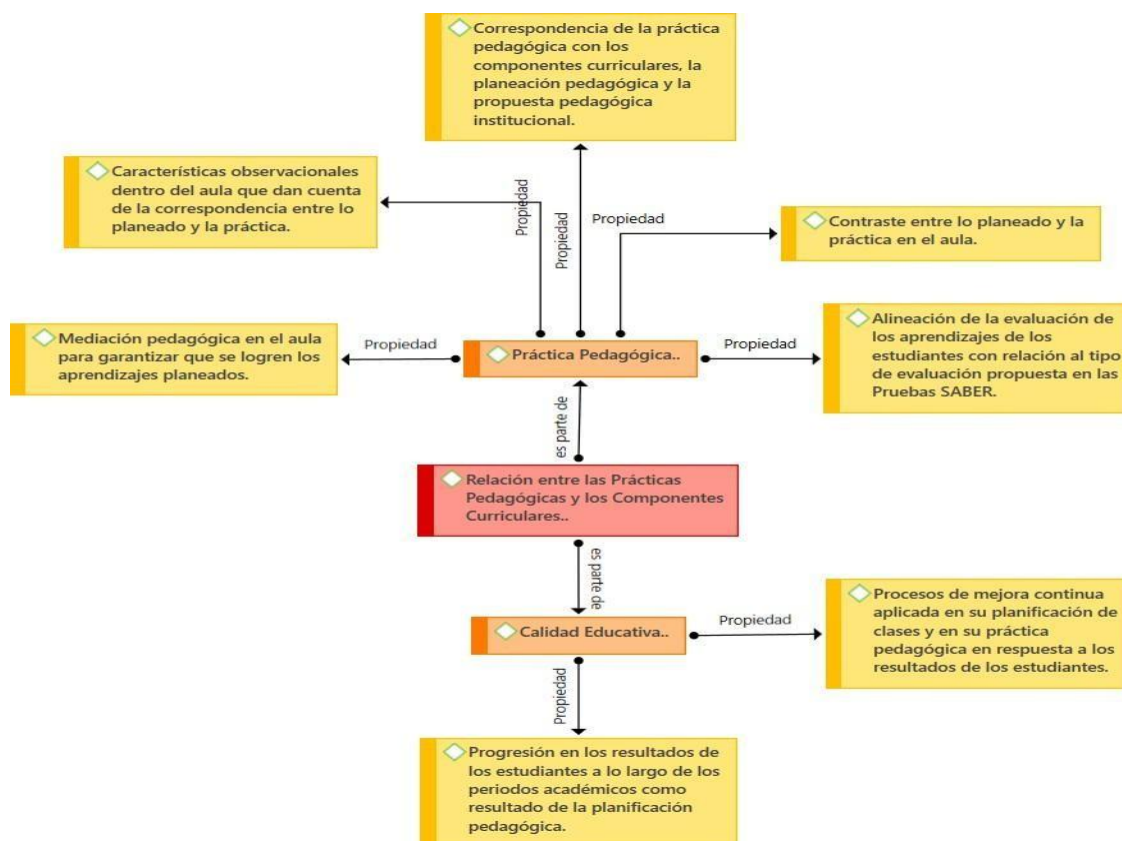 Correspondencia de la práctica
pedagógica con los
componentes curriculares, la
planeación pedagógica y la
propuesta pedagógica
institucional.
Características observacionales
dentro del aula que dan cuenta
de la correspondencia entre lo
planeado y la práctica.
Propiedad
Propiedad
Propiedad
Contraste entre lo planeado y la
práctica en el aula.
Mediación pedagógica en el aula
para garantizar que se logren los
aprendizajes planeados.
Propiedad
Práctica Pedagógica..
Propiedad
Alineación de la evaluación de
los aprendizajes de los
estudiantes con relación al tipo
de evaluación propuesta en las
Pruebas SABER.
es parte de
Relación entre las Prácticas
Pedagógicas y los Componentes
Curriculares..
es parte de
Calidad Educativa..
Propiedad
Procesos de mejora continua
aplicada en su planificación de
clases y en su práctica
pedagógica en respuesta a los
resultados de los estudiantes.
Propiedad
Progresión en los resultados de
los estudiantes a lo largo de los
periodos académicos como
resultado de la planificación
pedagógica.